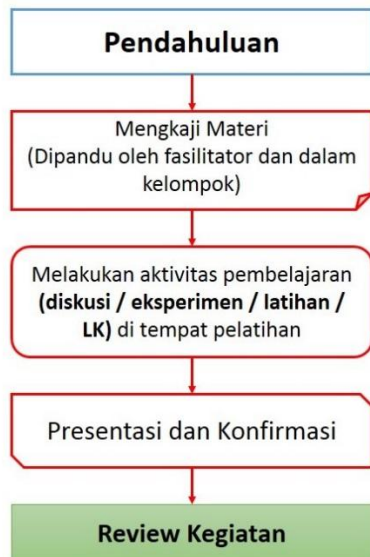 Pendahuluan
Mengkaji Materi
(Dipandu oleh fasilitator dan dalam
kelompok)
Melakukan aktivitas pembelajaran
(diskusi / eksperimen / latihan /
LK) di tempat pelatihan
Presentasi dan Konfirmasi
Review Kegiatan